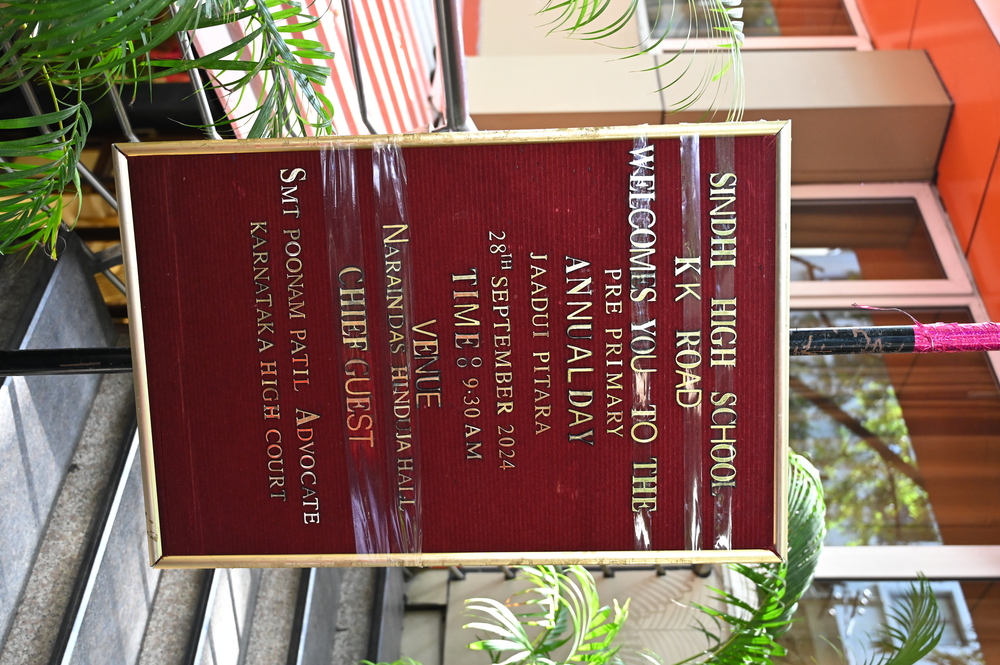 SINDHI HIGH SCHOOL
KK ROAD
WELCOMES YOU TO THE
PRE PRIMARY
ANNUAL DAY
JAADUI PITARA
28TH SEPTEMBER 2024
TIME 8 9:30 AM
VENUE
NARAINDAS HINDUJA HALL
CHIEF GUEST
SMT POONAM PATIL ADVOCATE
KARNATAKA HIGH COURT